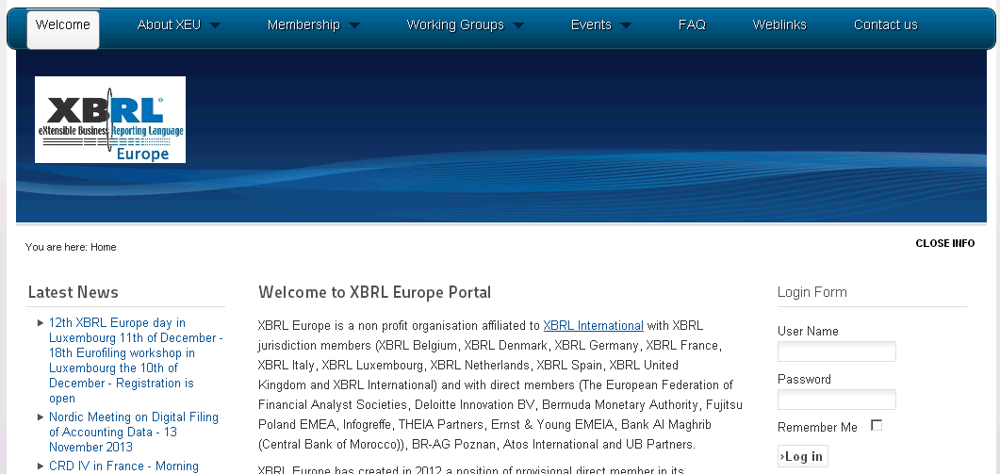 Welcome About XEU Membership Working Groups Events FAQ Weblinks Contact us
XBRL®
eXtensible Business Reporting Language
Europe
You are here: Home
CLOSE INFO
Latest News
12th XBRL Europe day in
Luxembourg 11th of December -
18th Eurofiling workshop in
Luxembourg the 10th of
December - Registration is
open
Nordic Meeting on Digital Filing
of Accounting Data - 13
November 2013
CRD IV in France - Morning
Welcome to XBRL Europe Portal
XBRL Europe is a non profit organisation affiliated to XBRL International with XBRL
jurisdiction members (XBRL Belgium, XBRL Denmark, XBRL Germany, XBRL France,
XBRL Italy, XBRL Luxembourg, XBRL Netherlands, XBRL Spain, XBRL United
Kingdom and XBRL International) and with direct members (The European Federation of
Financial Analyst Societies, Deloitte Innovation BV, Bermuda Monetary Authority, Fujitsu
Poland EMEA, Infogreffe, THEIA Partners, Ernst & Young EMEIA, Bank Al Maghrib
(Central Bank of Morocco)), BR-AG Poznan, Atos International and UB Partners.
XBRL Europe has created in 2012 a position of provisional direct member in its
Login Form
User Name
Password
Remember Me
›Log in